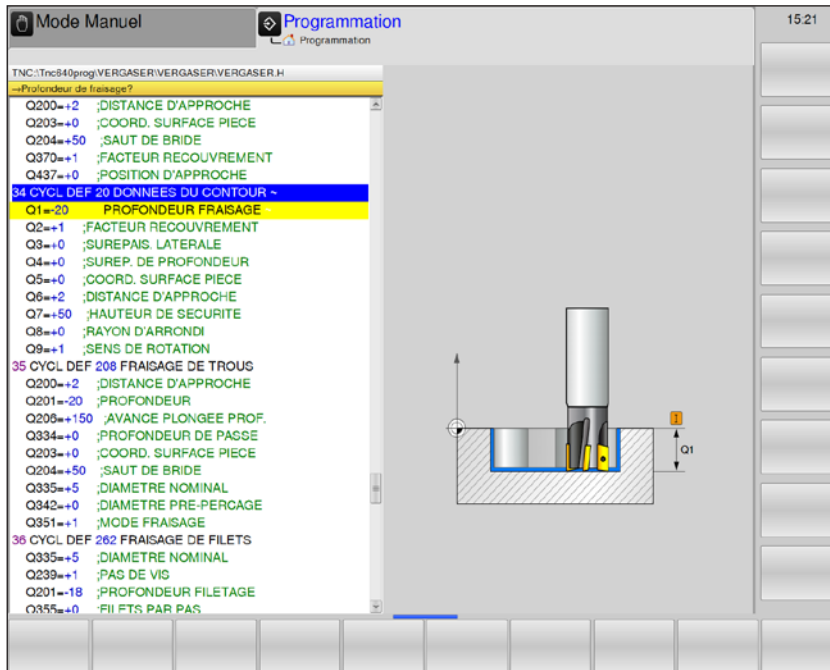 Mode Manuel
Programmation
Programmation
15:21
TNC:\Tnc640prog\VERGASER\VERGASER\VERGASER.H
→Profondeur de fraisage?
Q200=+2 ;DISTANCE D'APPROCHE
Q203=+0 ;COORD. SURFACE PIECE
Q204=+50 ;SAUT DE BRIDE
Q370=+1 ;FACTEUR RECOUVREMENT
Q437=+0 ;POSITION D'APPROCHE
34 CYCL DEF 20 DONNEES DU CONTOUR ~
Q1=-20 PROFONDEUR FRAISAGE ~
Q2=+1 ;FACTEUR RECOUVREMENT
Q3=+0 ;SUREPAIS. LATERALE
Q4=+0 ;SUREP. DE PROFONDEUR
Q5=+0 ;COORD. SURFACE PIECE
Q6=+2 ;DISTANCE D'APPROCHE
Q7=+50 ;HAUTEUR DE SECURITE
Q8=+0 ;RAYON D'ARRONDI
Q9=+1 ;SENS DE ROTATION
35 CYCL DEF 208 FRAISAGE DE TROUS
Q200=+2 ;DISTANCE D'APPROCHE
Q201=-20 ;PROFONDEUR
Q206=+150 ;AVANCE PLONGEE PROF.
Q334=+0 ;PROFONDEUR DE PASSE
Q203=+0 ;COORD. SURFACE PIECE
Q204=+50 ;SAUT DE BRIDE
Q335=+5 ;DIAMETRE NOMINAL
Q342=+0 ;DIAMETRE PRE-PERCAGE
Q351=+1 ;MODE FRAISAGE
36 CYCL DEF 262 FRAISAGE DE FILETS
Q335=+5 ;DIAMETRE NOMINAL
Q239=+1 ;PAS DE VIS
Q201=-18 ;PROFONDEUR FILETAGE
Q355=+0 ;FILETS PAR PAS
I
Q1